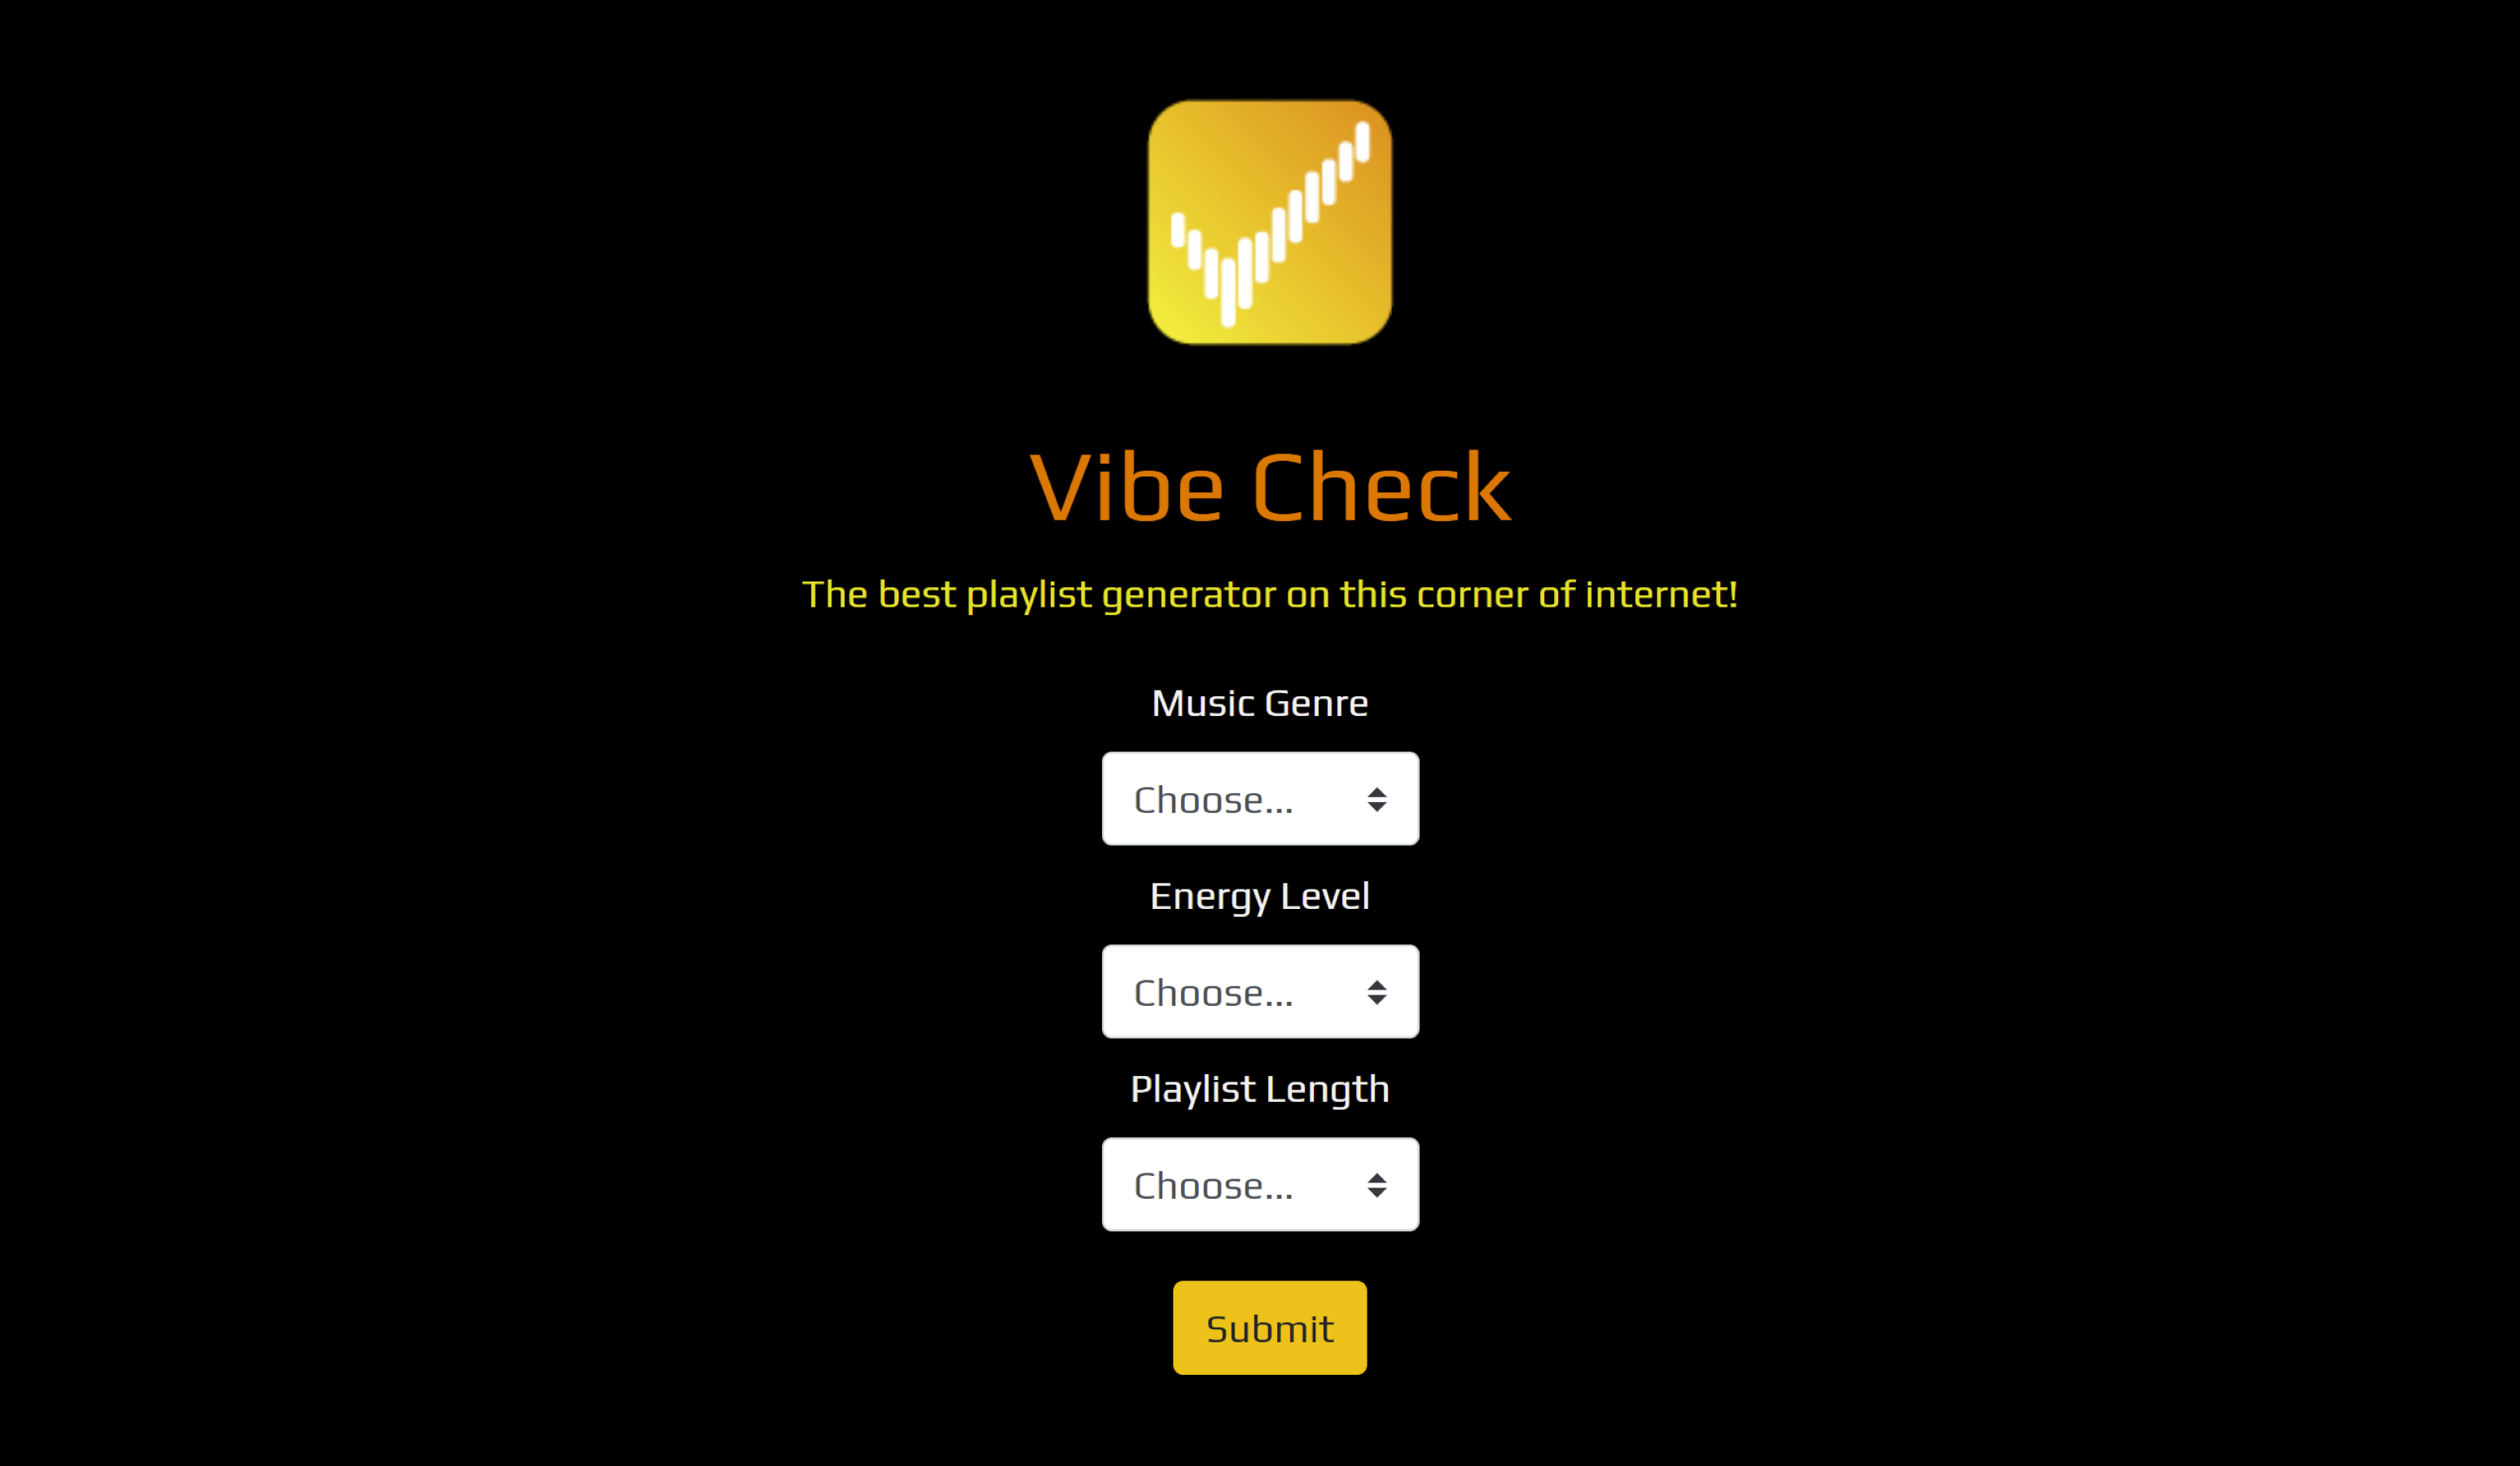 Vibe Check
The best playlist generator on this corner of internet!
Music Genre
Choose...
Energy Level
Choose...
Playlist Length
Choose...
Submit